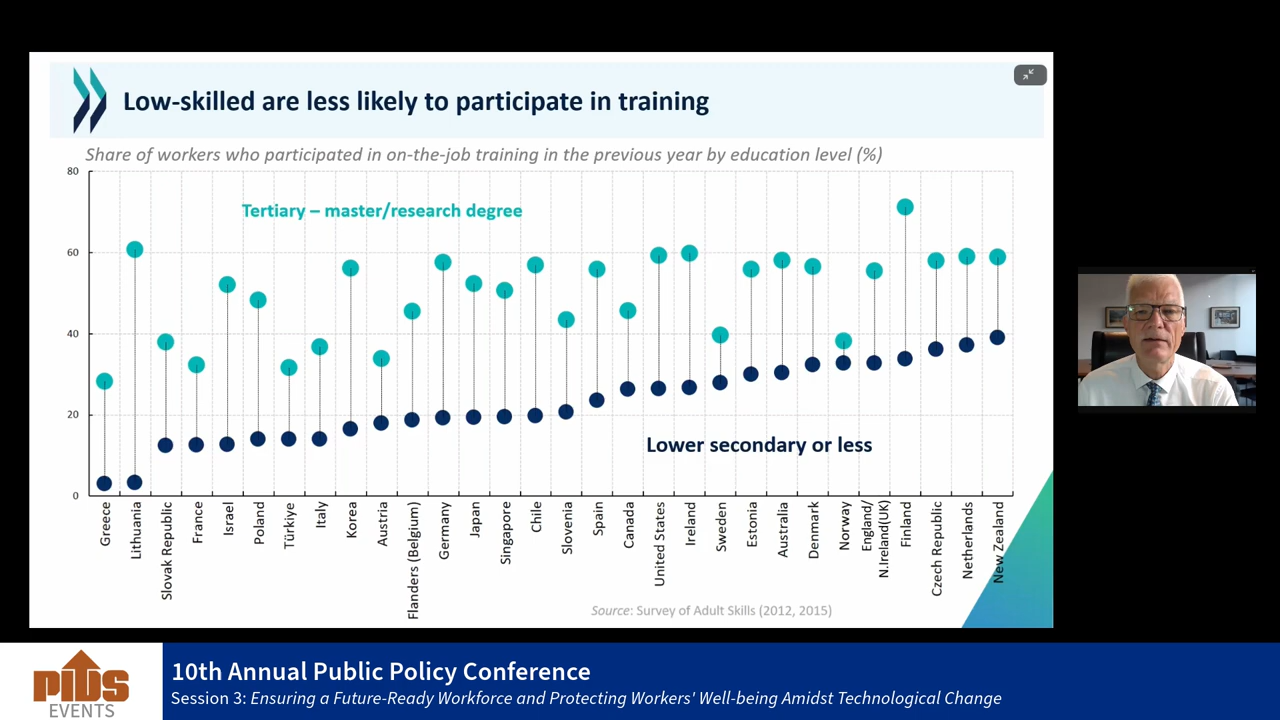 Low-skilled are less likely to participate in training
Share of workers who participated in on-the-job training in the previous year by education level (%)
80
60
40
20
0
Tertiary – master/research degree
Lower secondary or less
Greece
Lithuania
Slovak Republic
France
Israel
Poland
Türkiye
Italy
Korea
Austria
Flanders (Belgium)
Germany
Japan
Singapore
Chile
Slovenia
Spain
Canada
United States
Ireland
Sweden
Estonia
Australia
Denmark
Norway
England/
N.Ireland(UK)
Finland
Czech Republic
Netherlands
New Zealand
Source: Survey of Adult Skills (2012, 2015)
PIDS
EVENTS
10th Annual Public Policy Conference
Session 3: Ensuring a Future-Ready Workforce and Protecting Workers' Well-being Amidst Technological Change